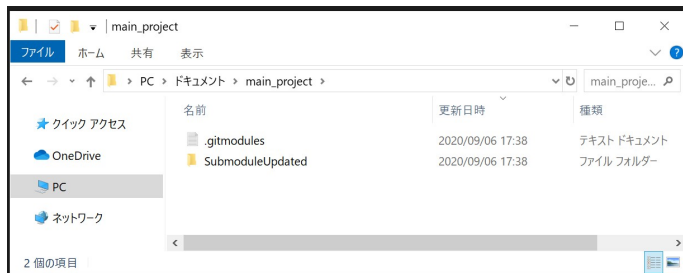 main_project
ファイル ホーム 共有 表示
PC > ドキュメント > main_project >
main_proje...
名前 更新日時 種類
クイック アクセス
.gitmodules 2020/09/06 17:38 テキスト ドキュメント
OneDrive
SubmoduleUpdated 2020/09/06 17:38 ファイル フォルダー
PC
ネットワーク
2 個の項目